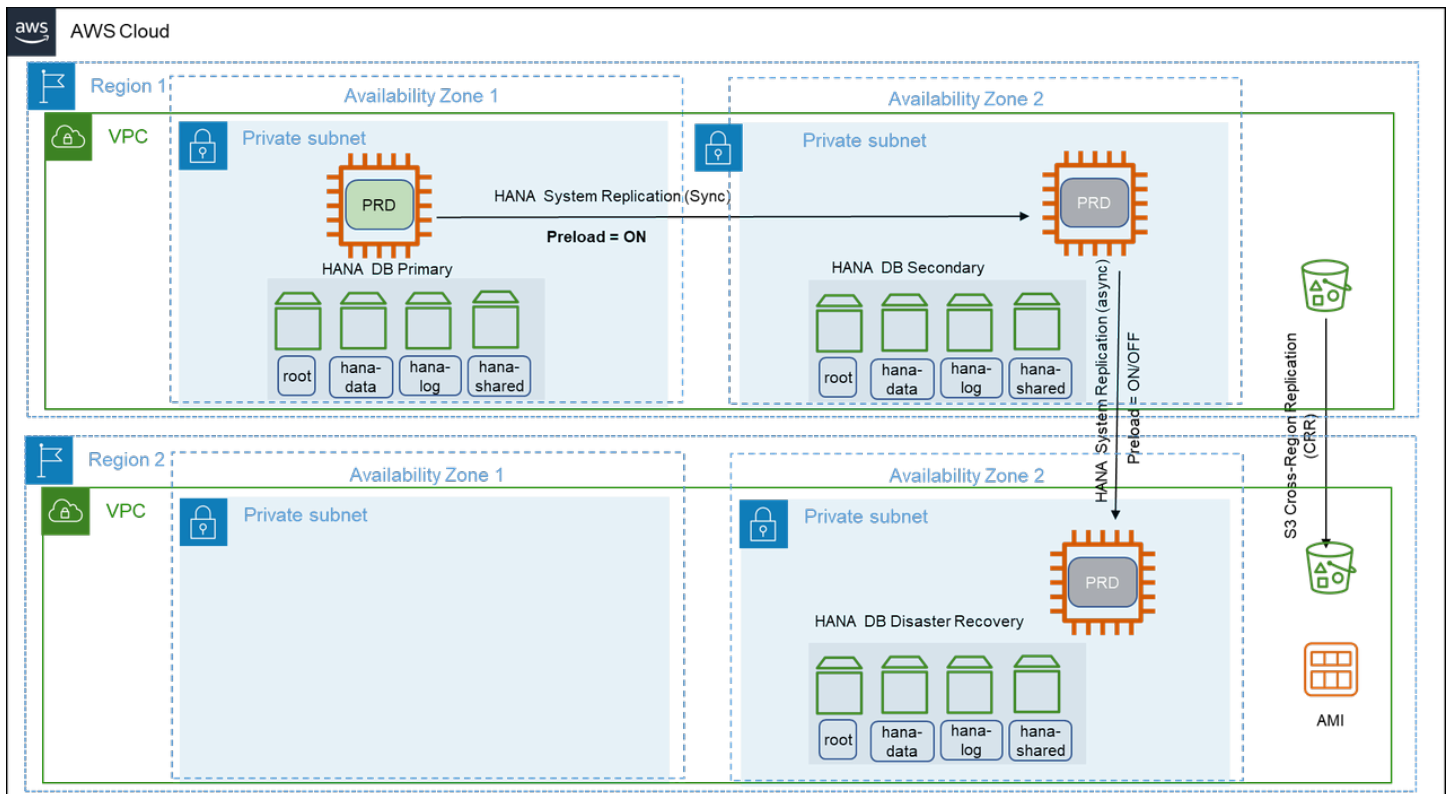 aws
AWS Cloud
Region 1
Availability Zone 1
Availability Zone 2
VPC
Private subnet
Private subnet
PRD
HANA System Replication (Sync)
Preload = ON
PRD
HANA DB Primary
HANA DB Secondary
root
hana-
data
hana-
log
hana-
shared
root
hana-
data
hana-
log
hana-
shared
HANA System Replication (async)
Preload = ON/OFF
S3 Cross-Region Replication
(CRR)
Region 2
Availability Zone 1
Availability Zone 2
VPC
Private subnet
Private subnet
PRD
HANA DB Disaster Recovery
root
hana-
data
hana-
log
hana-
shared
AMI